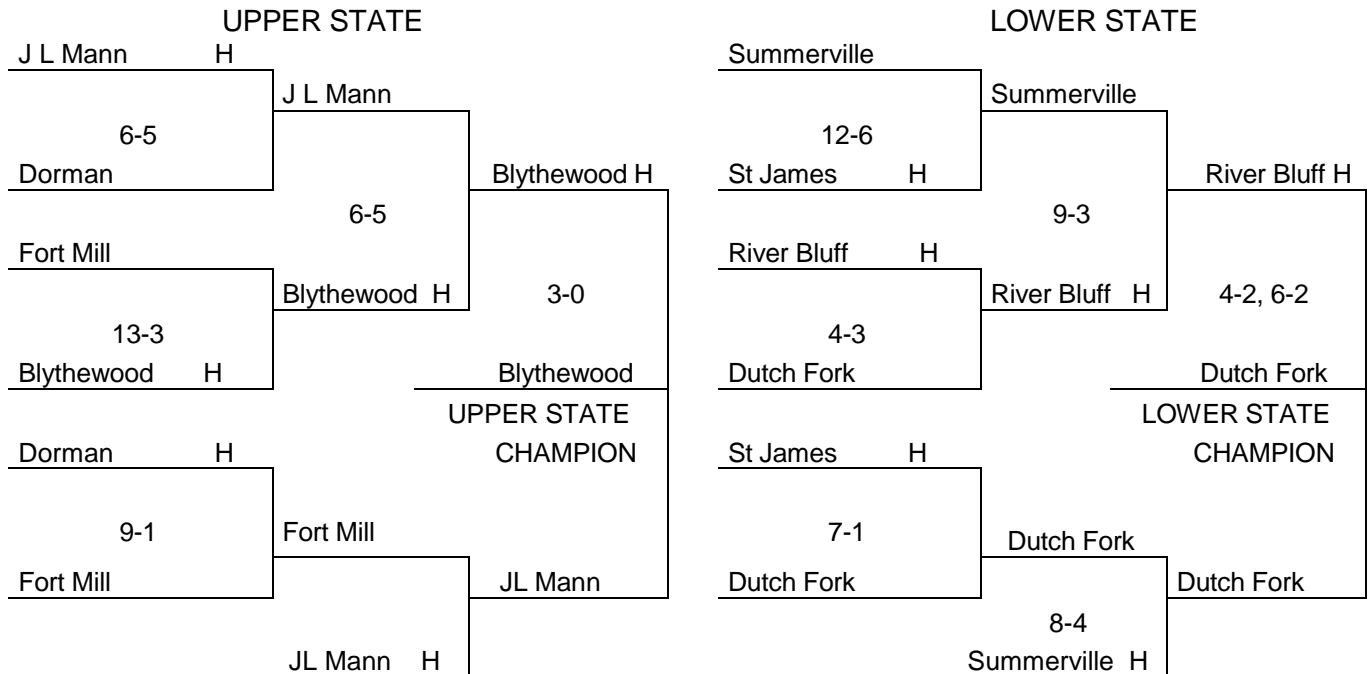 UPPER STATE
J L Mann H
J L Mann
6-5
Dorman
Blythewood H
6-5
Fort Mill
Blythewood H
3-0
13-3
Blythewood H
Blythewood
UPPER STATE
CHAMPION
Dorman H
9-1
Fort Mill
Fort Mill
JL Mann
JL Mann H
LOWER STATE
Summerville
Summerville
12-6
St James H
River Bluff H
9-3
River Bluff H
River Bluff H
4-2, 6-2
4-3
Dutch Fork
Dutch Fork
LOWER STATE
CHAMPION
St James H
7-1
Dutch Fork
Dutch Fork
Dutch Fork
8-4
Summerville H